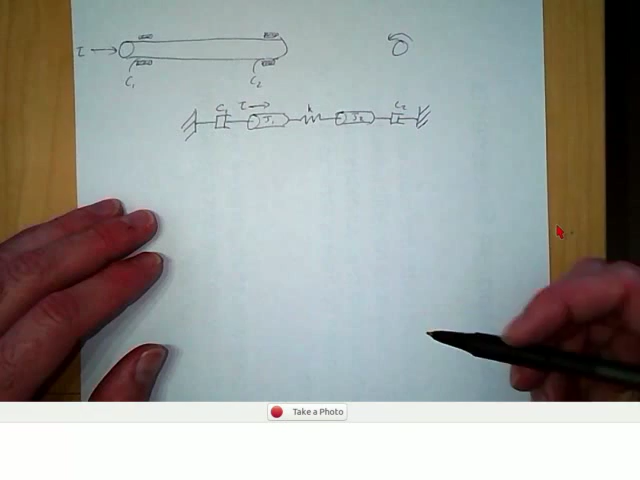 τ
C₁ C₂
C₁ τ k C₂
J₁ J₂
Take a Photo